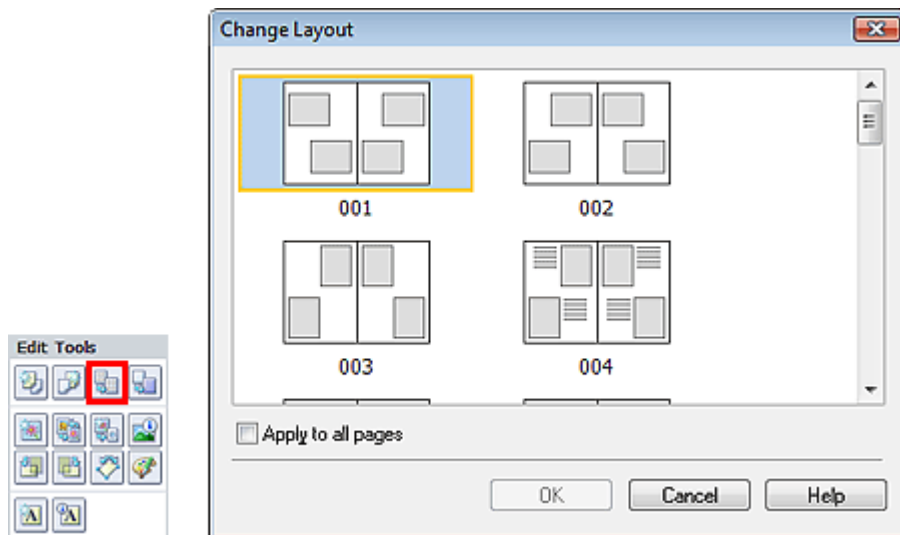 Change Layout
001
002
003
004
Edit Tools
Apply to all pages
OK
Cancel
Help
A
A